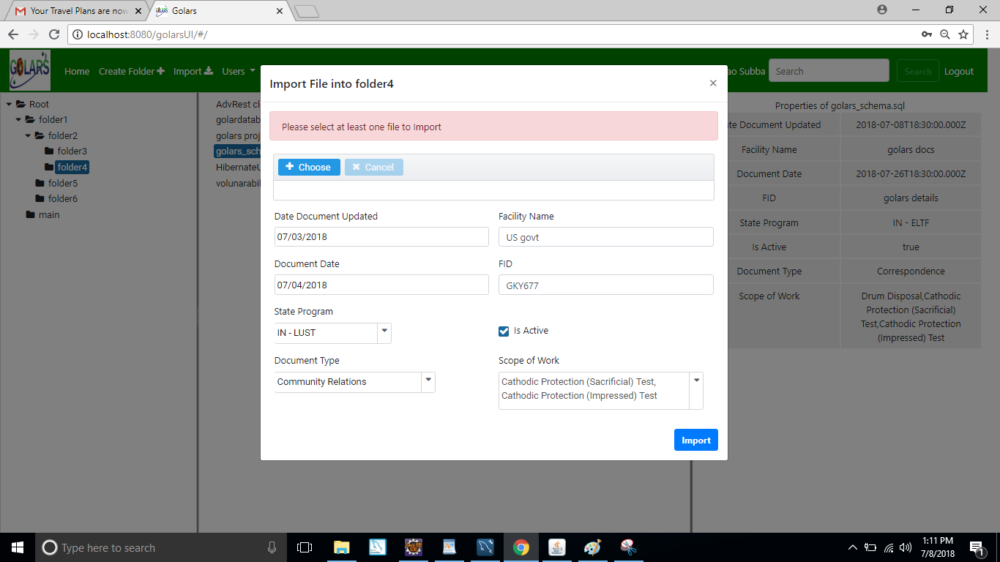 Your Travel Plans are now
Golars
localhost:8080/golarsUI/#/
GOLARS
Home Create Folder Import Users
ao Subba Search Search Logout
Root
folder1
folder2
folder3
folder4
folder5
folder6
main
AdvRest cli
golardatab
golars proj
golars_sch
HibernateU
volunarabil
Import File into folder4
×
Please select at least one file to Import
Choose Cancel
Date Document Updated Facility Name
07/03/2018 US govt
Document Date FID
07/04/2018 GKY677
State Program
IN - LUST Is Active
Document Type Scope of Work
Community Relations Cathodic Protection (Sacrificial) Test,
Cathodic Protection (Impressed) Test
Import
Properties of golars_schema.sql
te Document Updated 2018-07-08T18:30:00.000Z
Facility Name golars docs
Document Date 2018-07-26T18:30:00.000Z
FID golars details
State Program IN - ELTF
Is Active true
Document Type Correspondence
Scope of Work Drum Disposal,Cathodic
Protection (Sacrificial)
Test,Cathodic Protection
(Impressed) Test
Type here to search
1:11 PM
7/8/2018
1